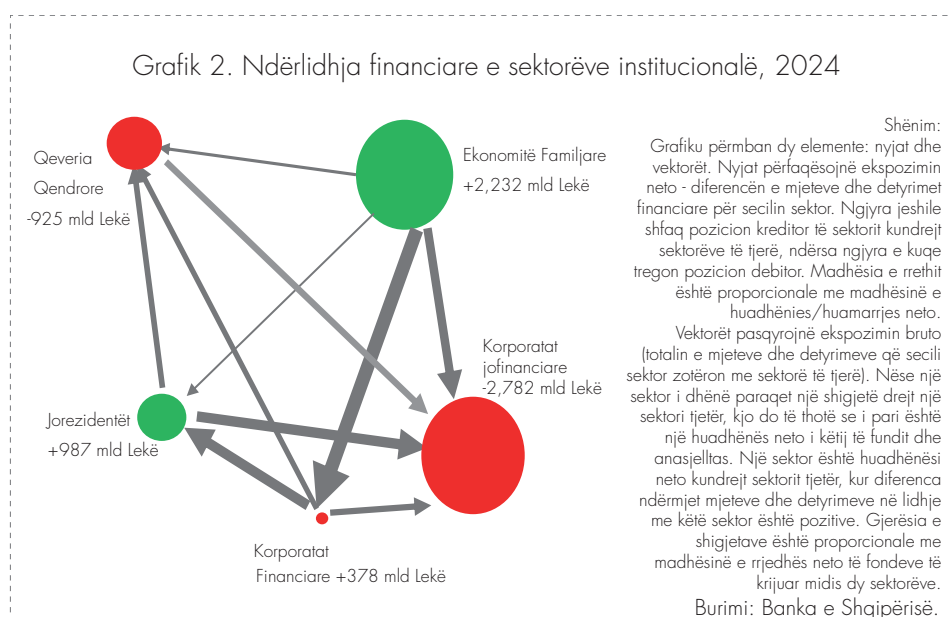 Grafik 2. Ndërlidhja financiare e sektorëve institucionalë, 2024
Qeveria
Qendrore
-925 mld Lekë
Ekonomitë Familjare
+2,232 mld Lekë
Korporatat
jofinanciare
-2,782 mld Lekë
Jorezidentët
+987 mld Lekë
Korporatat
Financiare +378 mld Lekë
Shënim:
Grafiku përmban dy elemente: nyjat dhe
vektorët. Nyjat përfaqësojnë ekspozimin
neto - diferencën e mjeteve dhe detyrimet
financiare për secilin sektor. Ngjyra jeshile
shfaq pozicion kreditor të sektorit kundrejt
sektorëve të tjerë, ndërsa ngjyra e kuqe
tregon pozicion debitor. Madhësia e rrethit
është proporcionale me madhësinë e
huadhënies/huamarrjes neto.
Vektorët pasqyrojnë ekspozimin bruto
(totalin e mjeteve dhe detyrimeve që secili
sektor zotëron me sektorë të tjerë). Nëse një
sektor i dhënë paraqet një shigjetë drejt një
sektori tjetër, kjo do të thotë se i pari është
një huadhënës neto i këtij të fundit dhe
anasjelltas. Një sektor është huadhënësi
neto kundrejt sektorit tjetër, kur diferenca
ndërmjet mjeteve dhe detyrimeve në lidhje
me këtë sektor është pozitive. Gjerësia e
shigjetave është proporcionale me
madhësinë e rrjedhës neto të fondeve të
krijuar midis dy sektorëve.
Burimi: Banka e Shqipërisë.